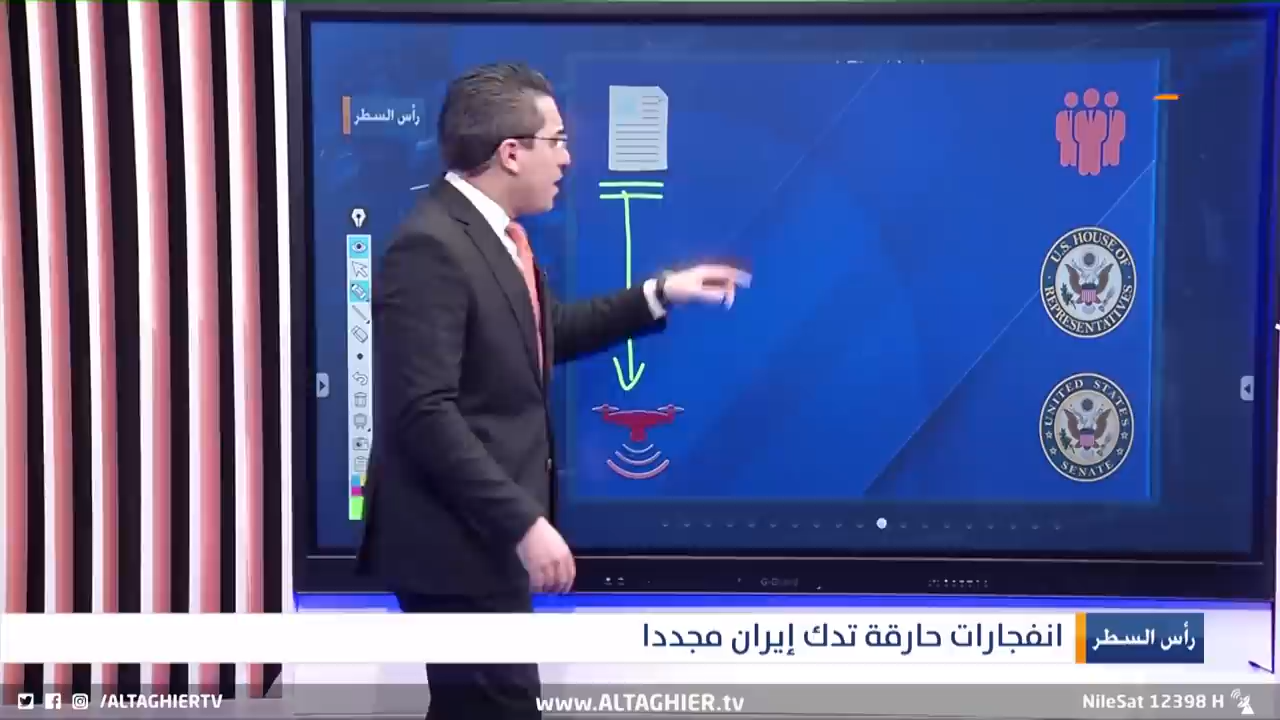 رأس السطر
U.S. HOUSE OF
REPRESENTATIVES
UNITED STATES
SENATE
رأس السطر
انفجارات حارقة تدك إيران مجددا
/ALTAGHIERTV
www.ALTAGHIER.tv
NileSat 12398 H